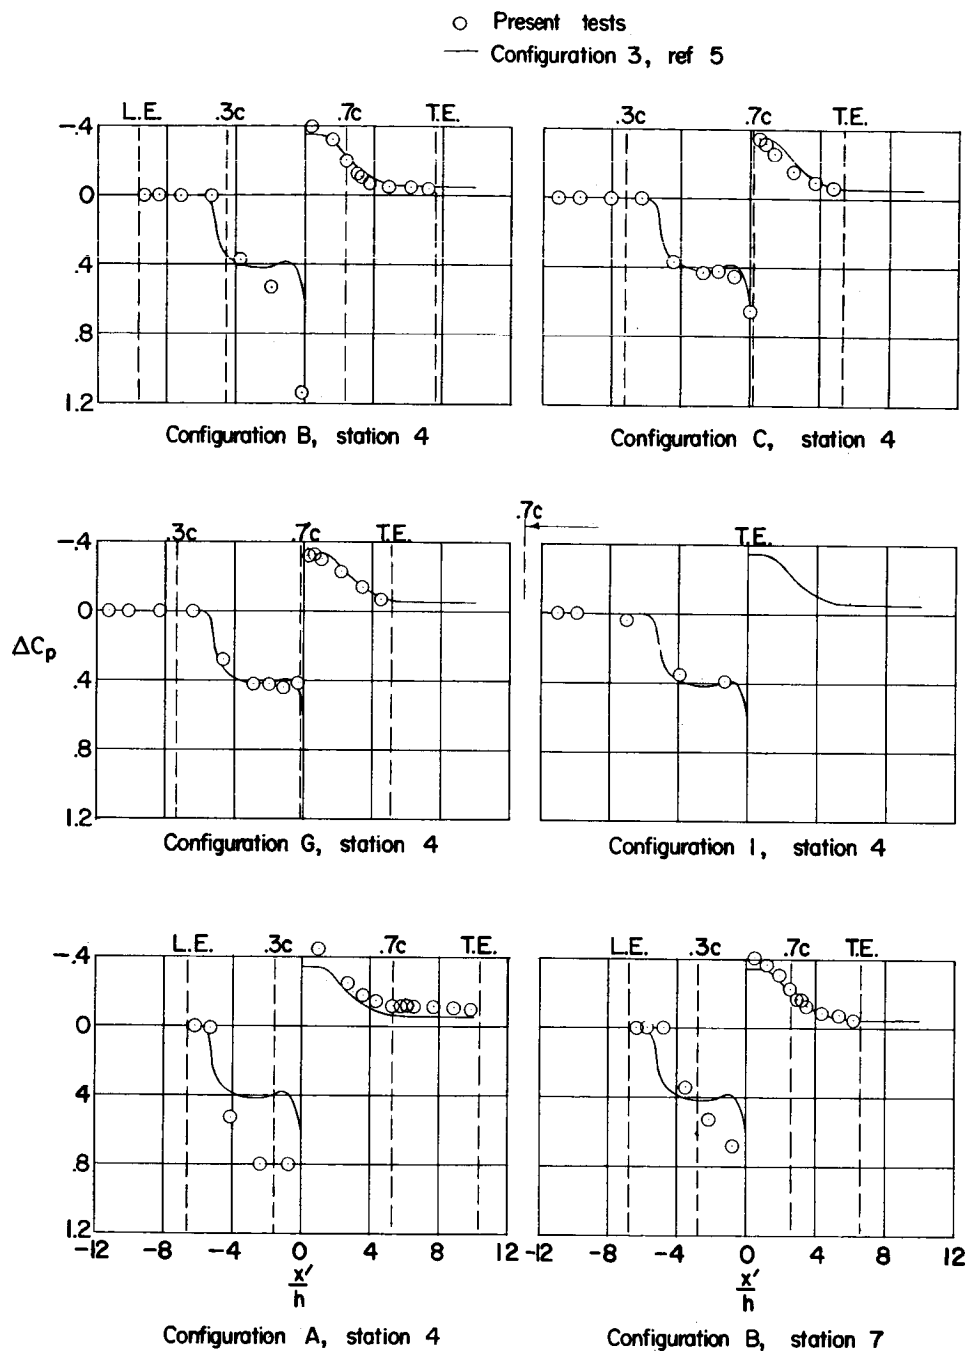 Present tests
Configuration 3, ref 5
L.E. .3c .7c T.E.
.3c .7c T.E.
-.4
0
.4
.8
1.2
Configuration B, station 4
Configuration C, station 4
.3c .7c T.E.
.7c
T.E.
-.4
0
ΔCp
.4
.8
1.2
Configuration G, station 4
Configuration I, station 4
L.E. .3c .7c T.E.
L.E. .3c .7c T.E.
-.4
0
.4
.8
1.2
-12 -8 -4 0 4 8 12
-12 -8 -4 0 4 8 12
x'
h
x'
h
Configuration A, station 4
Configuration B, station 7